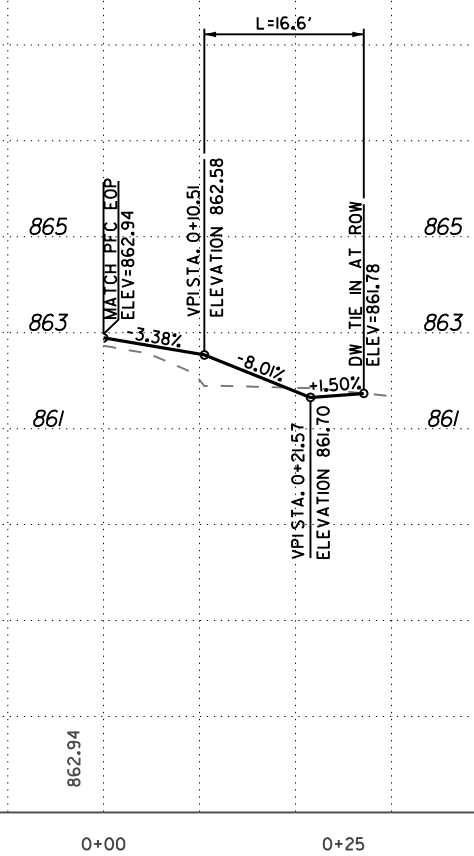 L=16.6'
MATCH PFC EOP
ELEV=862.94
VPI STA. 0+10.51
ELEVATION 862.58
DW TIE IN AT ROW
ELEV=861.78
865
865
863
863
-3.38%
-8.01%
+1.50%
861
861
VPI STA. 0+21.57
ELEVATION 861.70
862.94
0+00
0+25